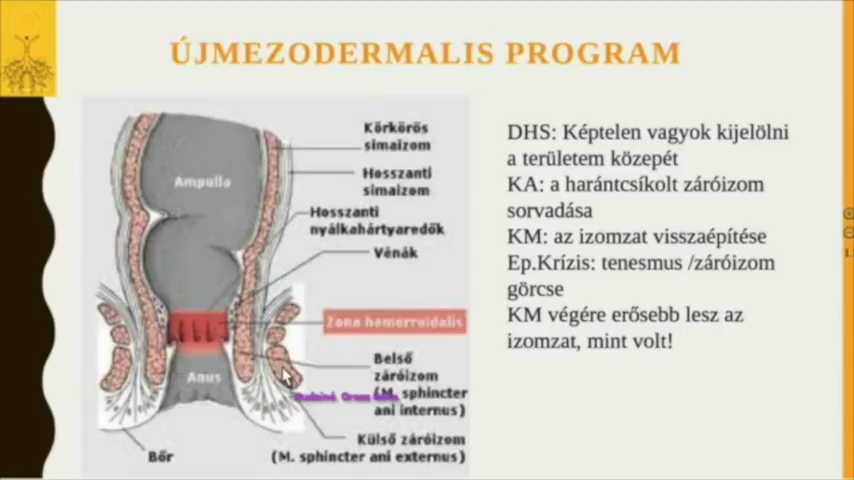 ÚJMEZODERMALIS PROGRAM
Körkörös
simaizom
Hosszanti
simaizom
Hosszanti
nyálkahártyaredők
Vénák
Ampulla
Zona hemorroidalis
Belső
záróizom
(M. sphincter
ani internus)
Anus
Külső záróizom
(M. sphincter ani externus)
Bőr
DHS: Képtelen vagyok kijelölni
a területem közepét
KA: a harántcsíkolt záróizom
sorvadása
KM: az izomzat visszaépítése
Ep.Krízis: tenesmus /záróizom
görcse
KM végére erősebb lesz az
izomzat, mint volt!